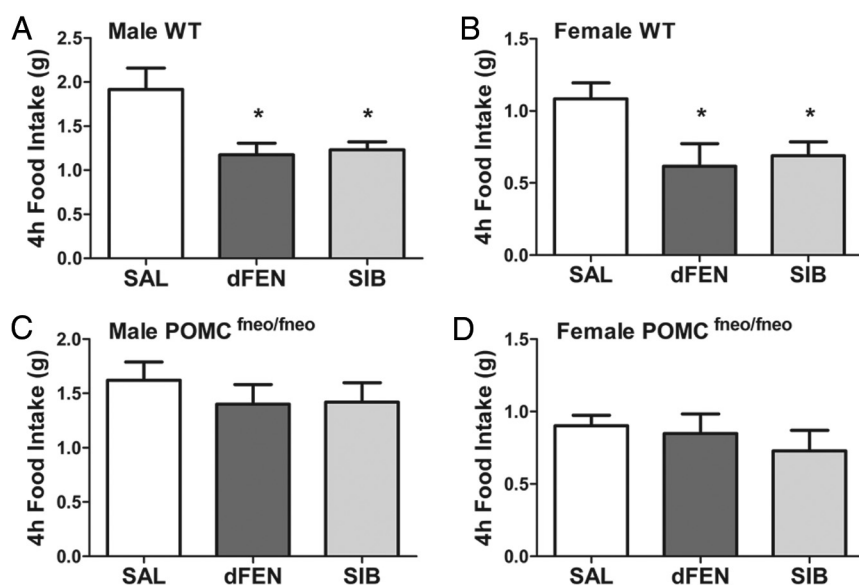 A
Male WT
4h Food Intake (g)
2.5
2.0
1.5
1.0
0.5
0.0
*
*
SAL dFEN SIB
B
Female WT
4h Food Intake (g)
1.5
1.0
0.5
0.0
*
*
SAL dFEN SIB
C
Male POMC fneo/fneo
4h Food Intake (g)
2.0
1.5
1.0
0.5
0.0
SAL dFEN SIB
D
Female POMC fneo/fneo
4h Food Intake (g)
1.5
1.0
0.5
0.0
SAL dFEN SIB